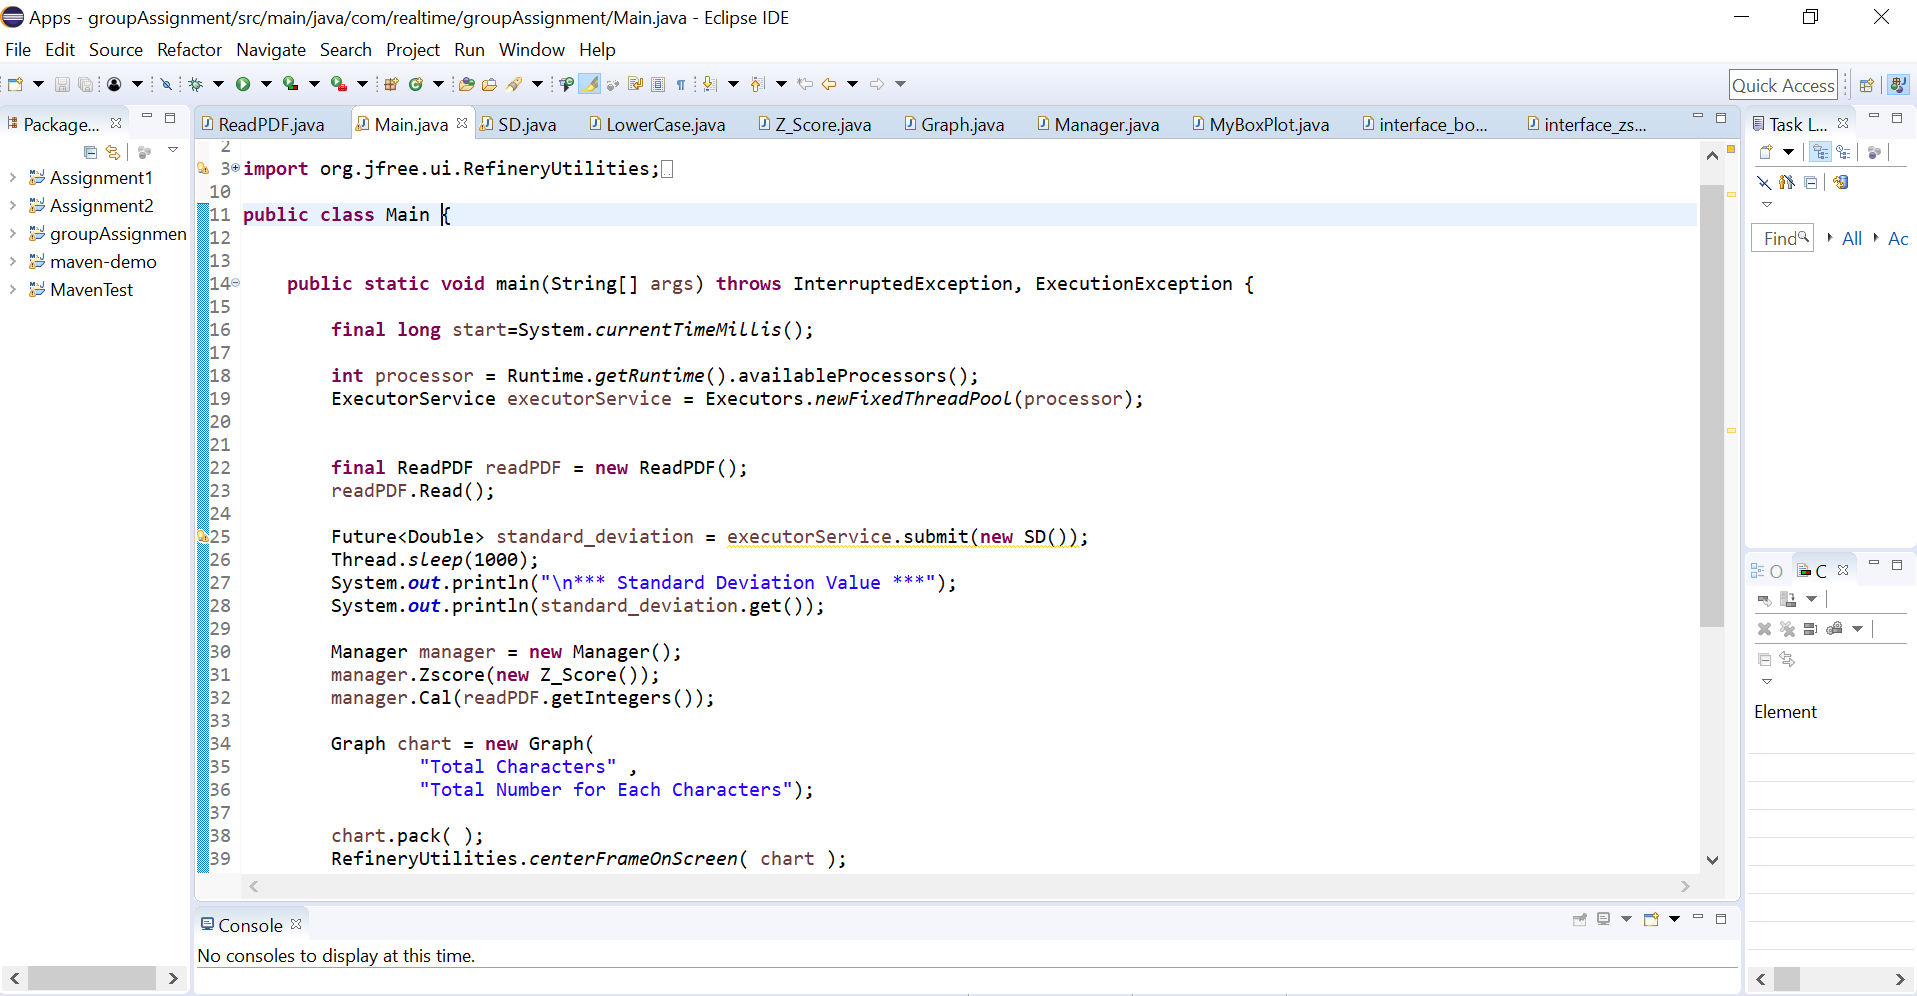 Apps - groupAssignment/src/main/java/com/realtime/groupAssignment/Main.java - Eclipse IDE
File Edit Source Refactor Navigate Search Project Run Window Help
Quick Access
Package...
ReadPDF.java Main.java SD.java LowerCase.java Z_Score.java Graph.java Manager.java MyBoxPlot.java interface_bo... interface_zs...
Task L...
Assignment1
Assignment2
groupAssignmen
maven-demo
MavenTest
2
3 import org.jfree.ui.RefineryUtilities;
10
11 public class Main {
12
13
14 public static void main(String[] args) throws InterruptedException, ExecutionException {
15
16 final long start=System.currentTimeMillis();
17
18 int processor = Runtime.getRuntime().availableProcessors();
19 ExecutorService executorService = Executors.newFixedThreadPool(processor);
20
21
22 final ReadPDF readPDF = new ReadPDF();
23 readPDF.Read();
24
25 Future<Double> standard_deviation = executorService.submit(new SD());
26 Thread.sleep(1000);
27 System.out.println("\n*** Standard Deviation Value ***");
28 System.out.println(standard_deviation.get());
29
30 Manager manager = new Manager();
31 manager.Zscore(new Z_Score());
32 manager.Cal(readPDF.getIntegers());
33
34 Graph chart = new Graph(
35 "Total Characters" ,
36 "Total Number for Each Characters");
37
38 chart.pack( );
39 RefineryUtilities.centerFrameOnScreen( chart );
Find All Ac
O C
Element
Console
No consoles to display at this time.